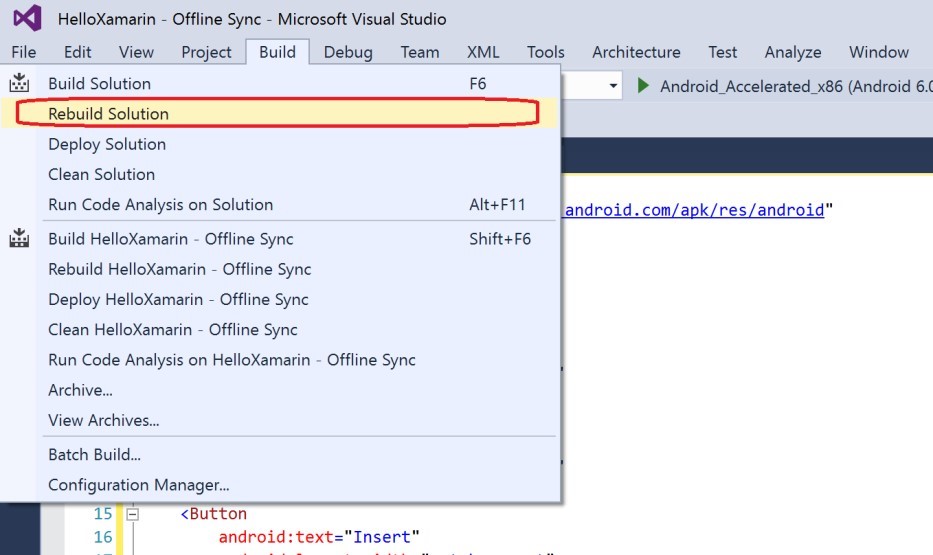 HelloXamarin - Offline Sync - Microsoft Visual Studio
File Edit View Project Build Debug Team XML Tools Architecture Test Analyze Window
Build Solution F6
Android_Accelerated_x86 (Android 6.0
Rebuild Solution
Deploy Solution
Clean Solution
Run Code Analysis on Solution Alt+F11
android.com/apk/res/android"
Build HelloXamarin - Offline Sync Shift+F6
Rebuild HelloXamarin - Offline Sync
Deploy HelloXamarin - Offline Sync
Clean HelloXamarin - Offline Sync
Run Code Analysis on HelloXamarin - Offline Sync
Archive...
View Archives...
Batch Build...
Configuration Manager...
15 <Button
16 android:text="Insert"